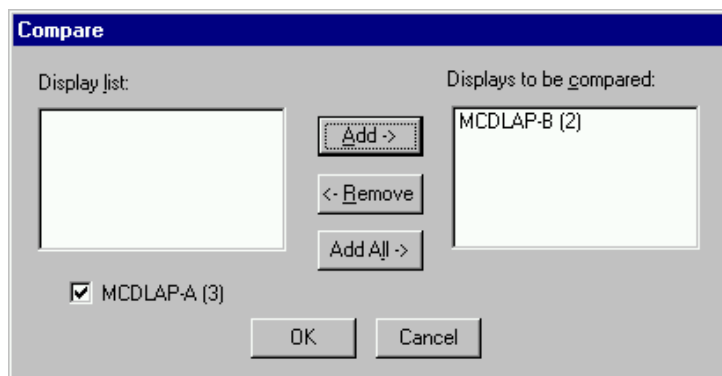 Compare
Display list:
Displays to be compared:
MCDLAP-B (2)
Add ->
<- Remove
Add All ->
MCDLAP-A (3)
OK
Cancel